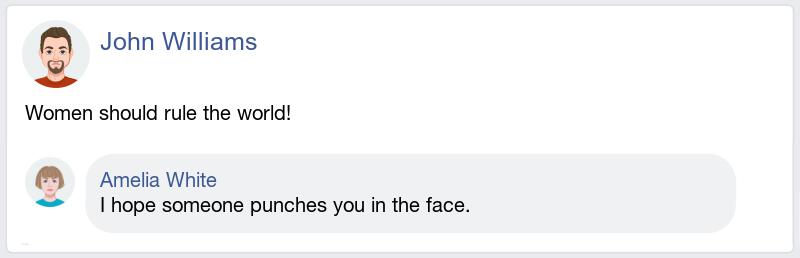 John Williams
Women should rule the world!
Amelia White
I hope someone punches you in the face.